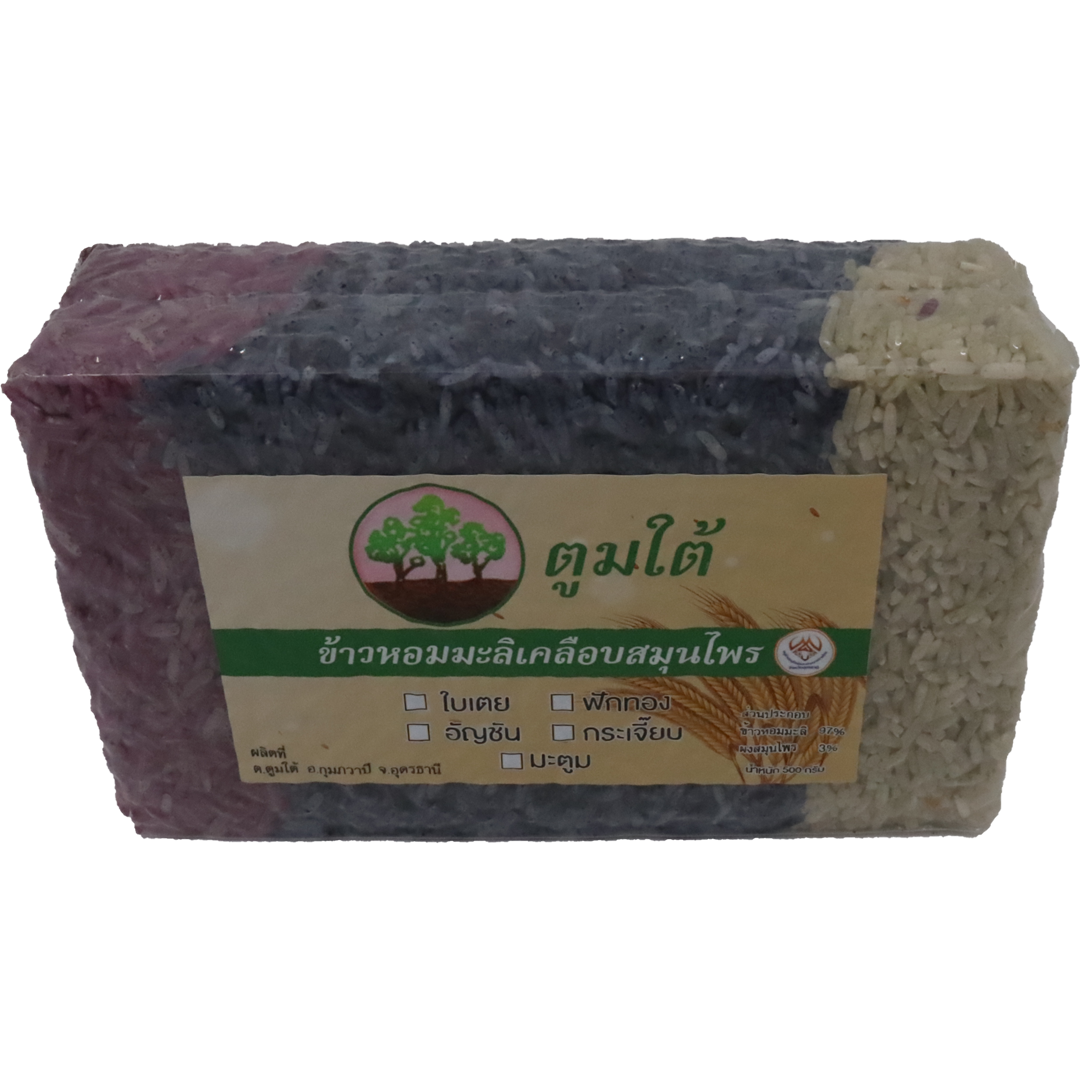 ตูมใต้
ข้าวหอมมะลิเคลือบสมุนไพร
ใบเตย
ฟักทอง
อัญชัน
กระเจี๊ยบ
มะตูม
ส่วนประกอบ
ข้าวหอมมะลิ 97%
ผงสมุนไพร 3%
น้ำหนัก 500 กรัม
ผลิตที่
ต.ตูมใต้ อ.กุมภวาปี จ.อุดรธานี